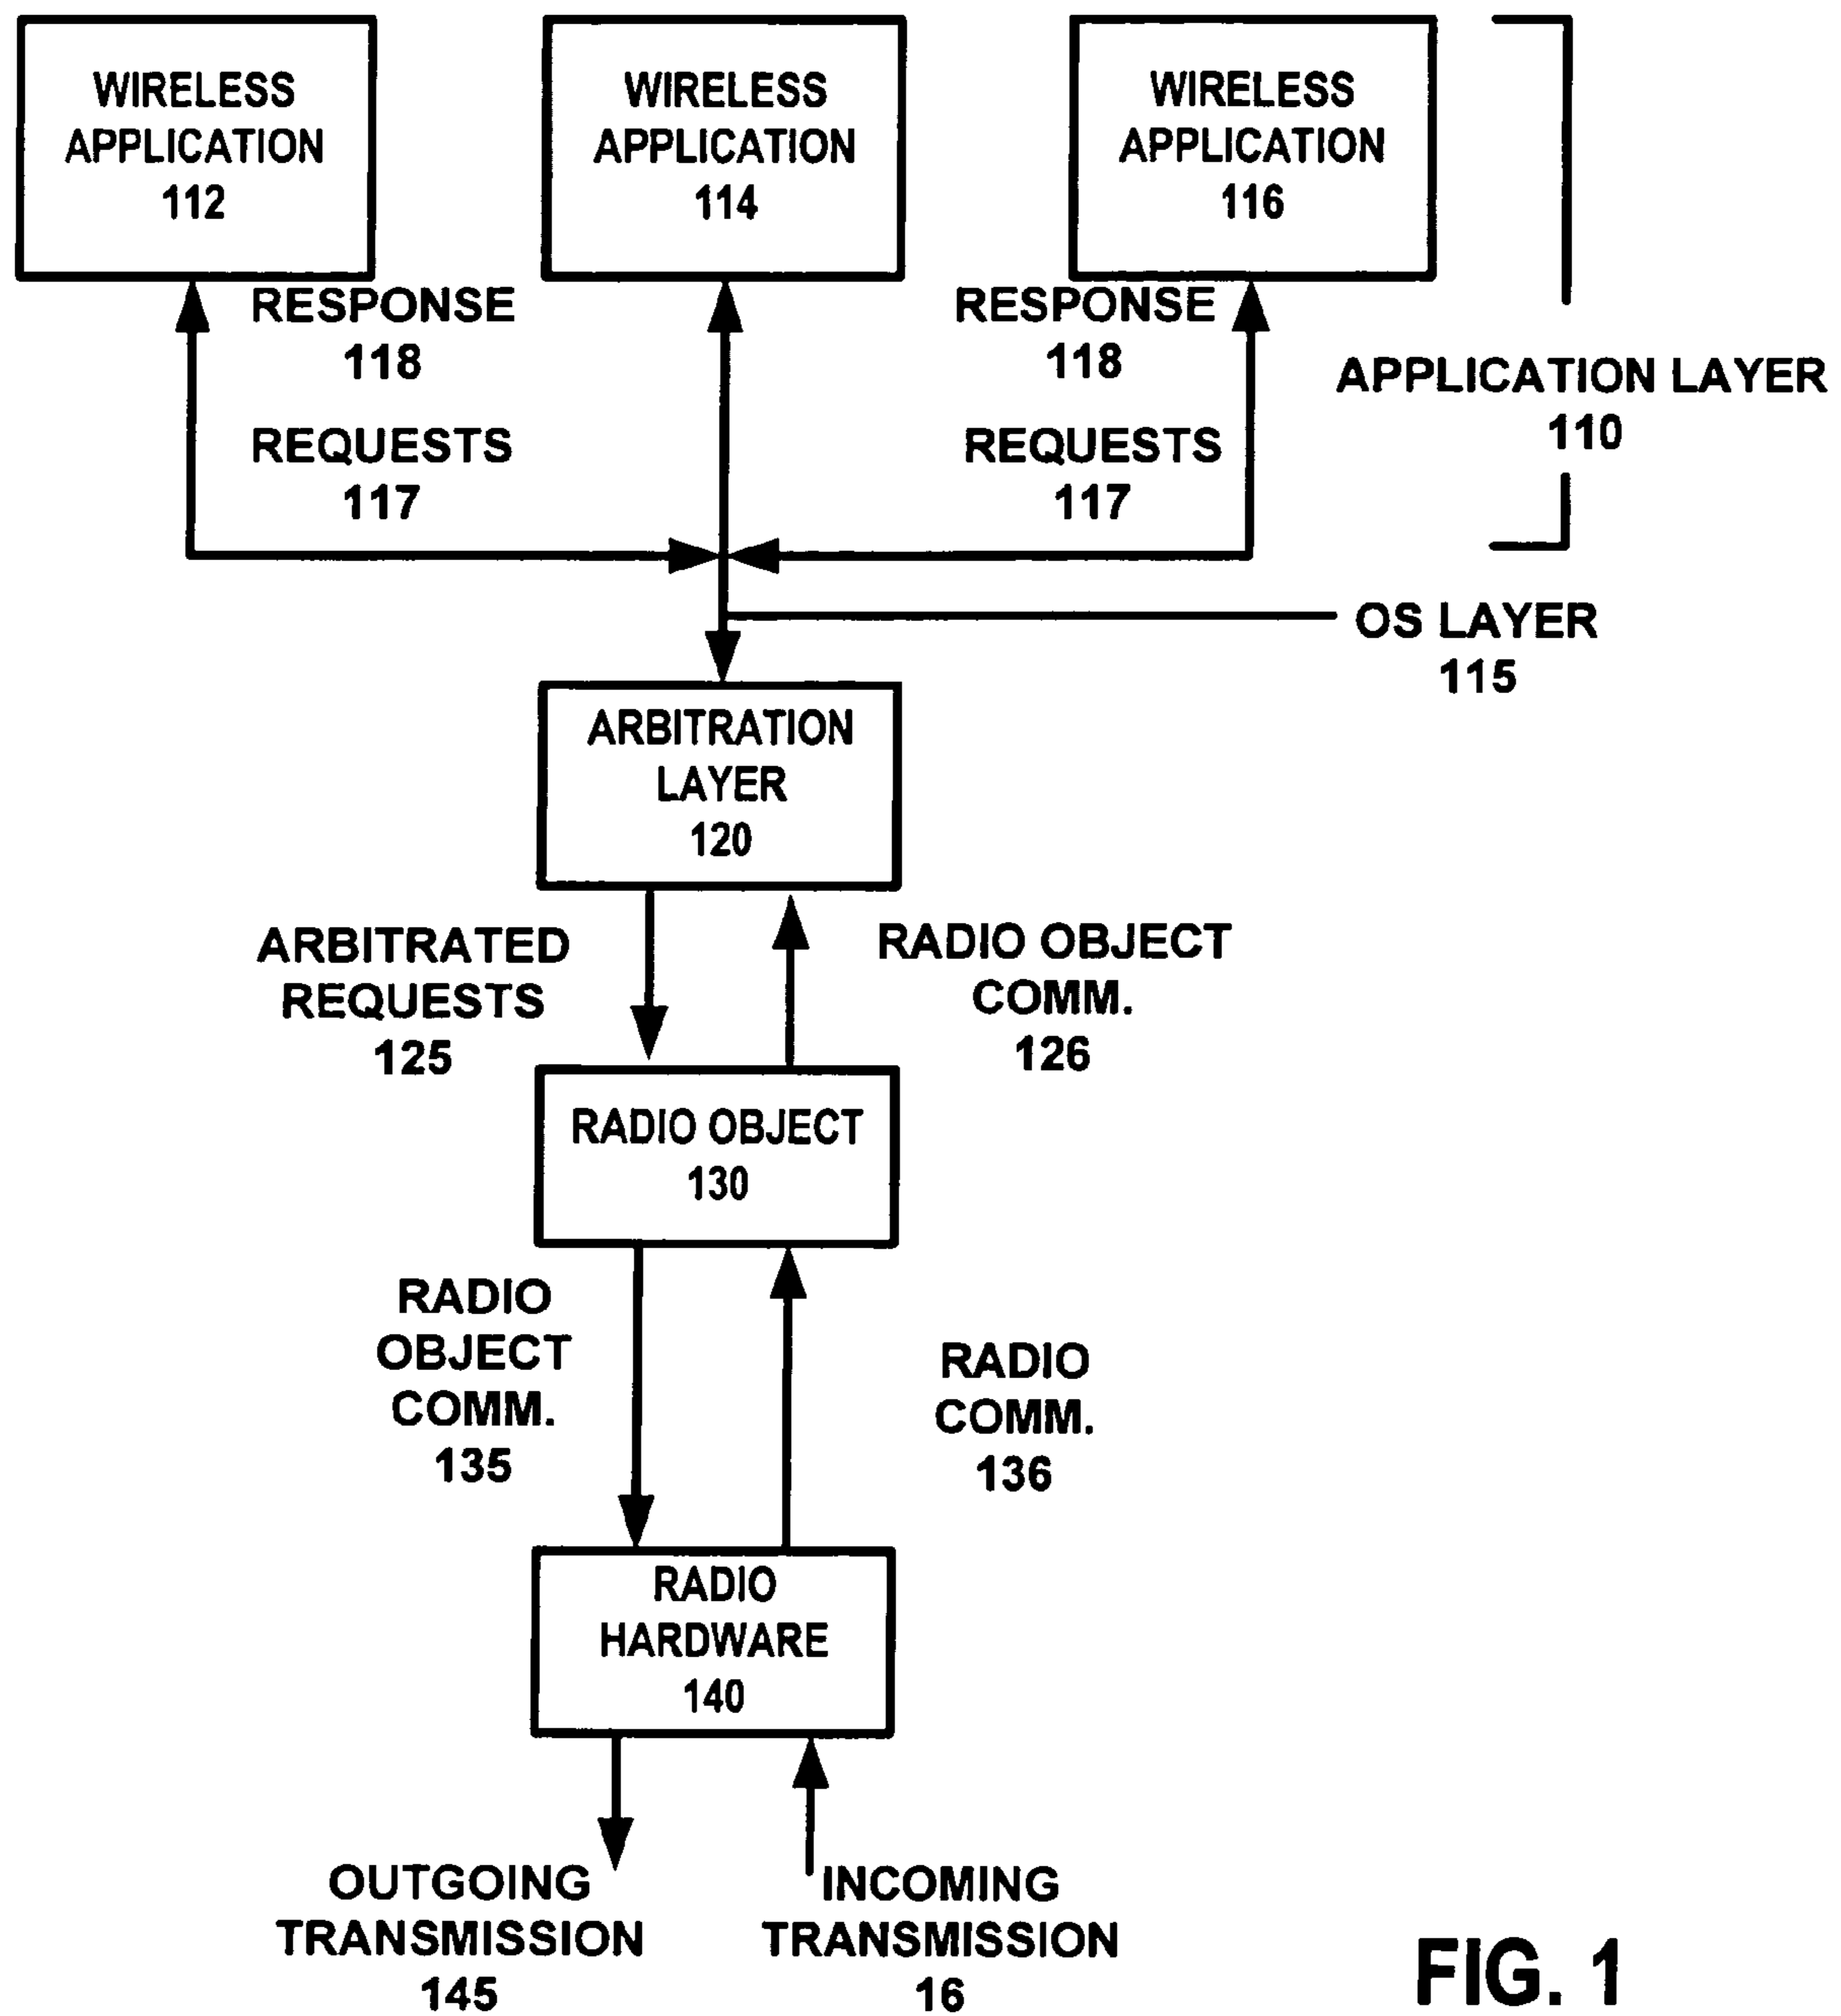 WIRELESS
APPLICATION
112
WIRELESS
APPLICATION
114
WIRELESS
APPLICATION
116
RESPONSE
118
REQUESTS
117
RESPONSE
118
REQUESTS
117
APPLICATION LAYER
110
OS LAYER
115
ARBITRATION
LAYER
120
ARBITRATED
REQUESTS
125
RADIO OBJECT
COMM.
126
RADIO OBJECT
130
RADIO
OBJECT
COMM.
135
RADIO
COMM.
136
RADIO
HARDWARE
140
OUTGOING
TRANSMISSION
145
INCOMING
TRANSMISSION
16
FIG. 1